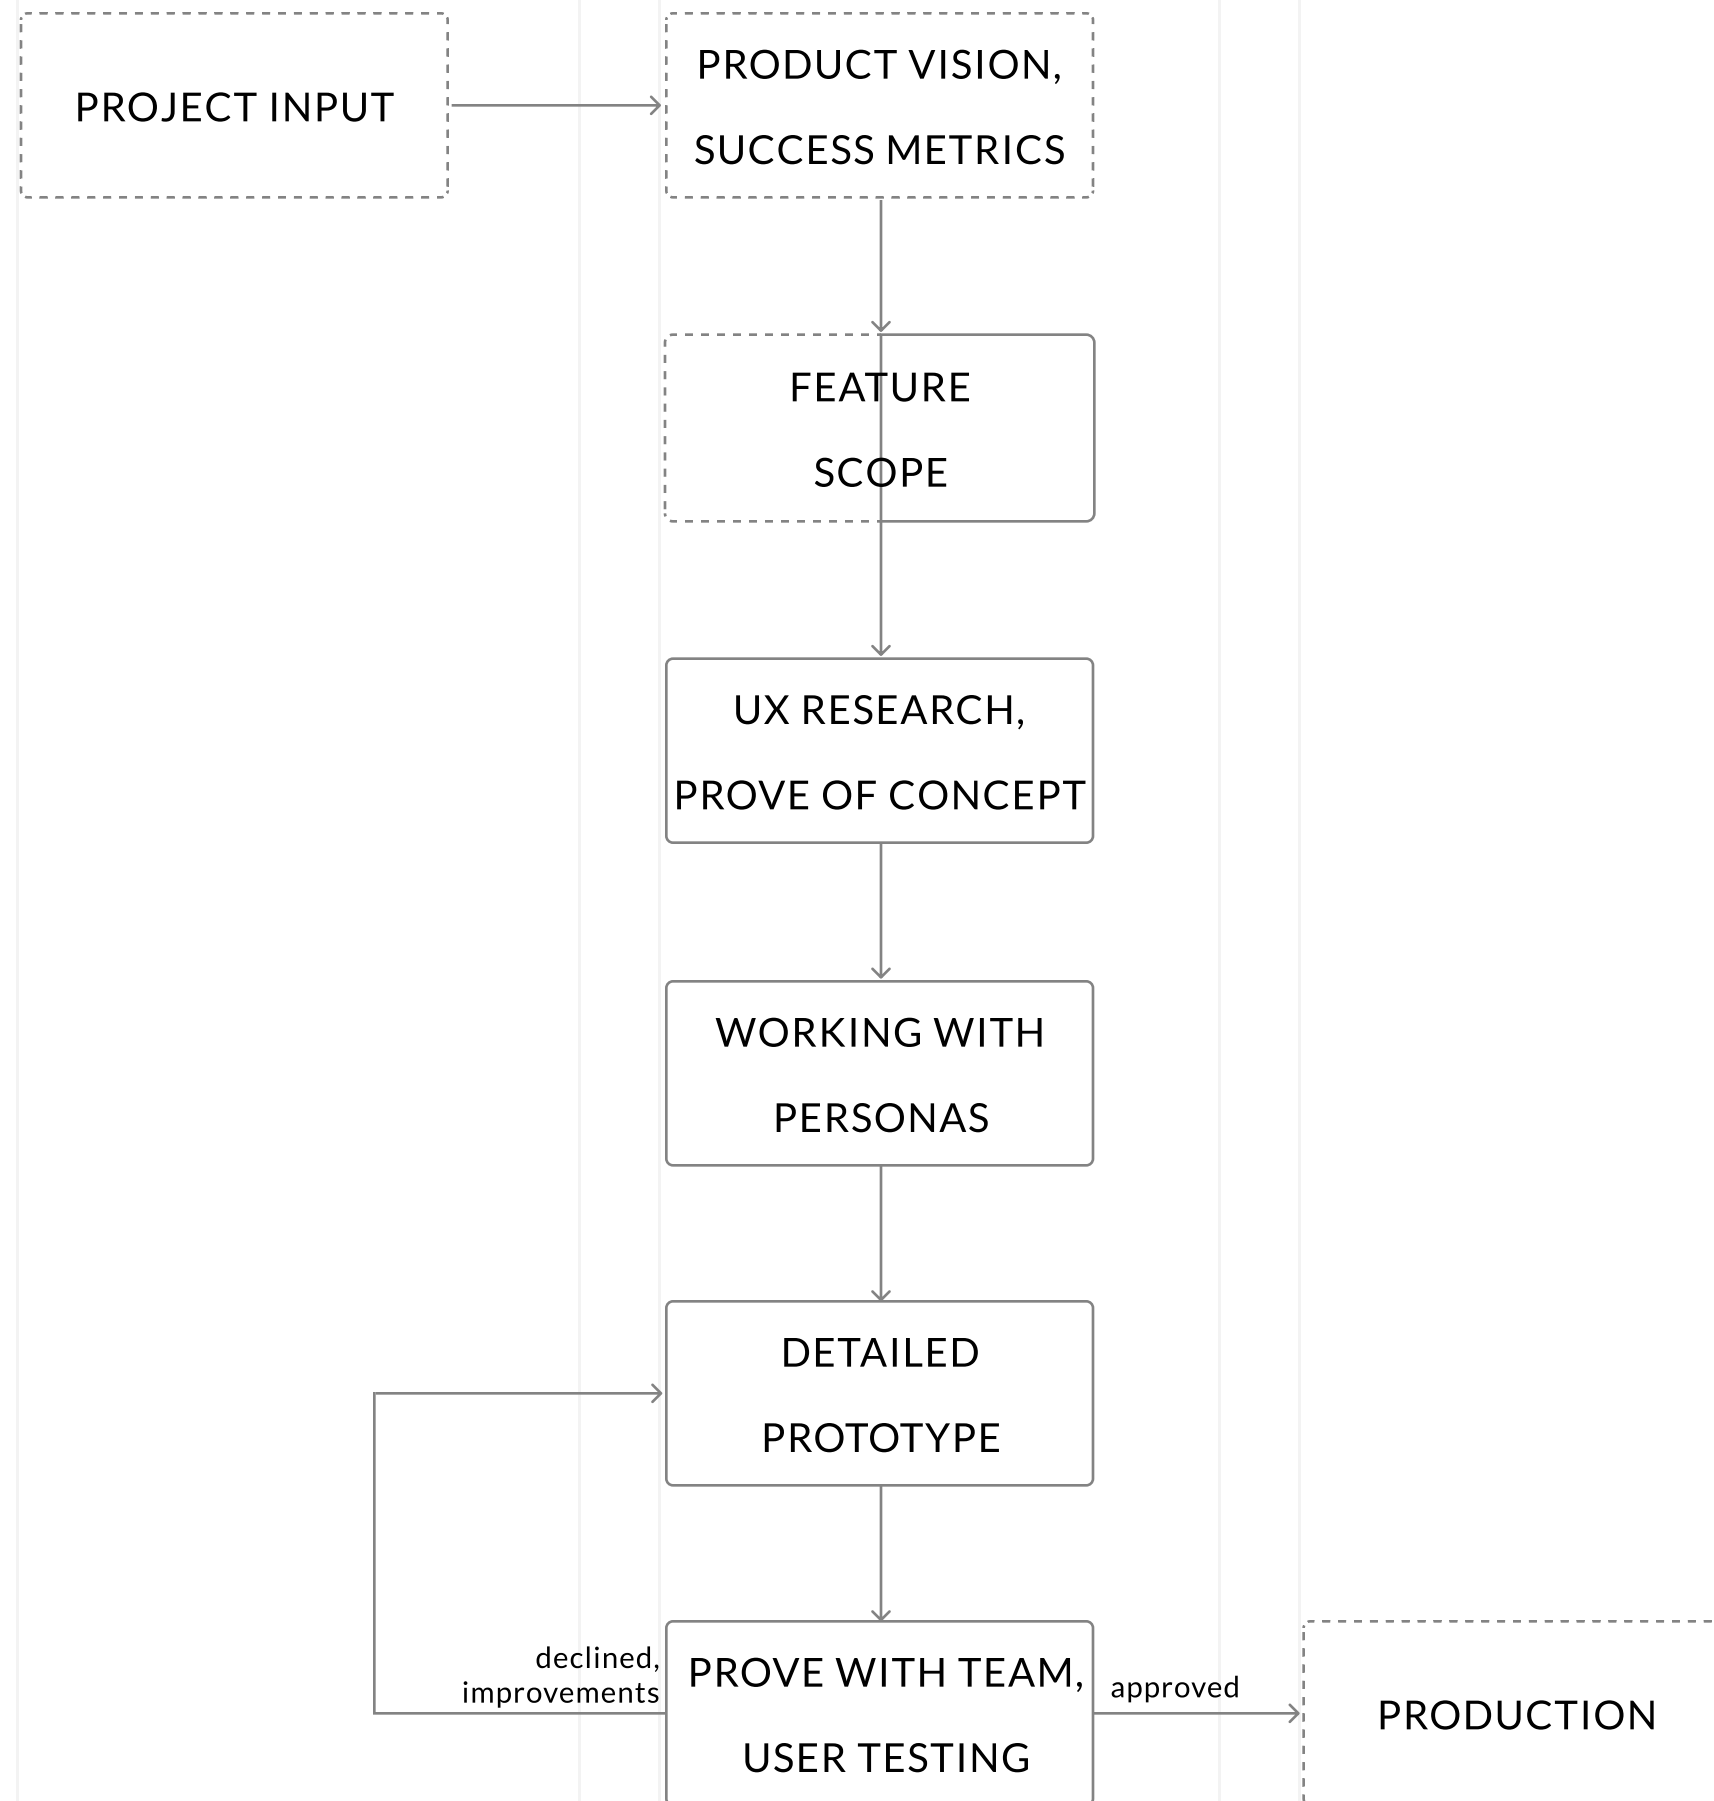 PROJECT INPUT
PRODUCT VISION,
SUCCESS METRICS
FEATURE
SCOPE
UX RESEARCH,
PROVE OF CONCEPT
WORKING WITH
PERSONAS
DETAILED
PROTOTYPE
declined,
improvements
PROVE WITH TEAM,
USER TESTING
approved
PRODUCTION